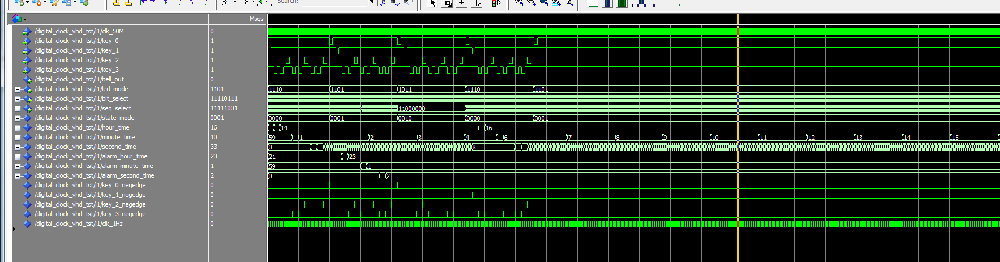 Search:
Msgs
/digital_clock_vhd_tst/i1/clk_50M 0
/digital_clock_vhd_tst/i1/key_0 1
/digital_clock_vhd_tst/i1/key_1 1
/digital_clock_vhd_tst/i1/key_2 1
/digital_clock_vhd_tst/i1/key_3 1
/digital_clock_vhd_tst/i1/bell_out 0
/digital_clock_vhd_tst/i1/led_mode 1101 1110 1101 1011 1110 1101
/digital_clock_vhd_tst/i1/bit_select 11110111
/digital_clock_vhd_tst/i1/seg_select 11111001 11000000
/digital_clock_vhd_tst/i1/state_mode 0001 0000 0001 0010 0000 0001
/digital_clock_vhd_tst/i1/hour_time 16 14 16
/digital_clock_vhd_tst/i1/minute_time 10 59 1 2 3 4 6 7 8 9 10 11 12 13 14 15
/digital_clock_vhd_tst/i1/second_time 33 0 8
/digital_clock_vhd_tst/i1/alarm_hour_time 23 21 23
/digital_clock_vhd_tst/i1/alarm_minute_time 1 59 1
/digital_clock_vhd_tst/i1/alarm_second_time 2 0 2
/digital_clock_vhd_tst/i1/key_0_negedge 0
/digital_clock_vhd_tst/i1/key_1_negedge 0
/digital_clock_vhd_tst/i1/key_2_negedge 0
/digital_clock_vhd_tst/i1/key_3_negedge 0
/digital_clock_vhd_tst/i1/clk_1Hz 0